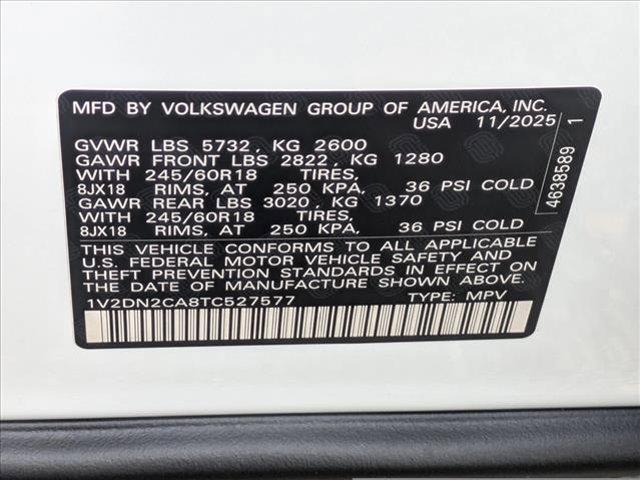 MFD BY VOLKSWAGEN GROUP OF AMERICA, INC.
USA 11/2025
GVWR LBS 5732, KG 2600
GAWR FRONT LBS 2822, KG 1280
WITH 245/60R18 TIRES,
8JX18 RIMS, AT 250 KPA, 36 PSI COLD
GAWR REAR LBS 3020, KG 1370
WITH 245/60R18 TIRES,
8JX18 RIMS, AT 250 KPA, 36 PSI COLD
THIS VEHICLE CONFORMS TO ALL APPLICABLE
U.S. FEDERAL MOTOR VEHICLE SAFETY AND
THEFT PREVENTION STANDARDS IN EFFECT ON
THE DATE OF MANUFACTURE SHOWN ABOVE.
1V2DN2CA8TC527577 TYPE: MPV
4638589 1